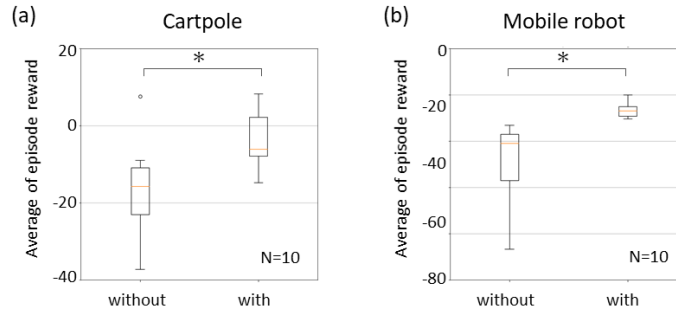 (a)
Cartpole
Average of episode reward
20
0
-20
-40
*
N=10
without
with
(b)
Mobile robot
Average of episode reward
0
-20
-40
-60
-80
*
N=10
without
with